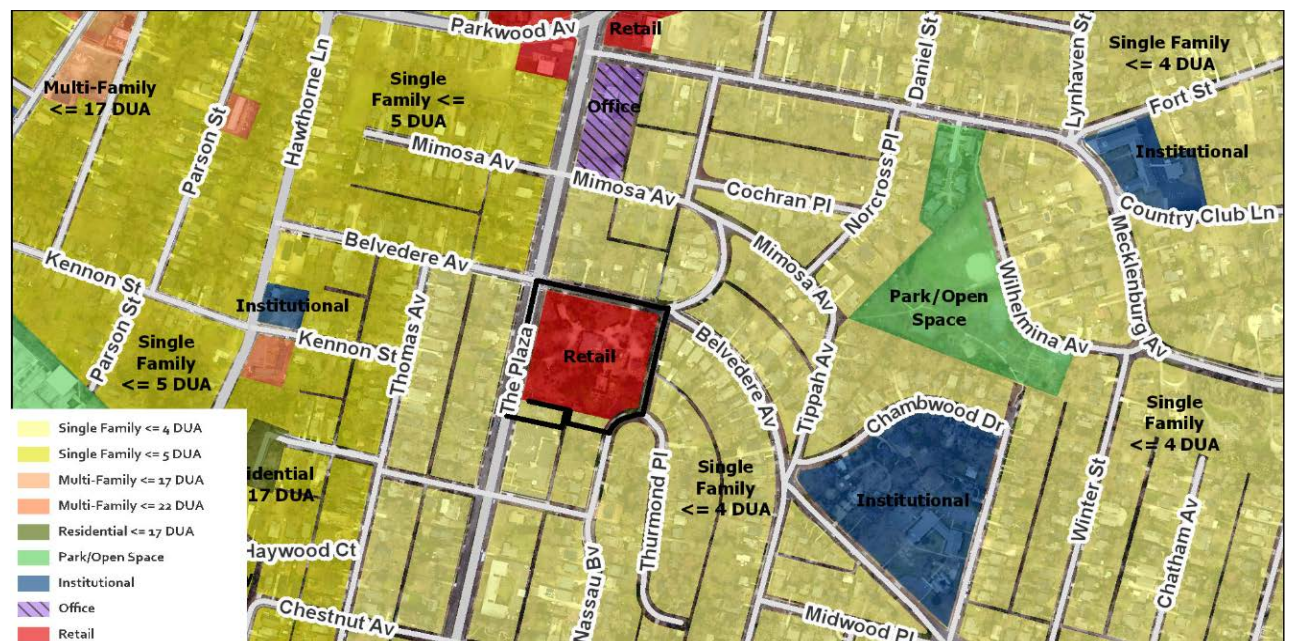 Parkwood Av
Retail
Daniel St
Lynhaven St
Single Family
<= 4 DUA
Fort St
Multi-Family
<= 17 DUA
Hawthorne Ln
Single
Family <=
5 DUA
Office
Parson St
Mimosa Av
Mimosa Av
Cochran Pl
Norcross Pl
Institutional
Country Club Ln
Mecklenburg Av
Belvedere Av
Mimosa Av
Kennon St
Institutional
Thomas Av
Park/Open
Space
Wilhelmina Av
Parson St
Single
Family
<= 5 DUA
Kennon St
The Plaza
Retail
Belvedere Av
Tippah Av
Chambwood Dr
Single
Family
<= 4 DUA
Single
Family
<= 4 DUA
Institutional
Winter St
Chatham Av
Thurmond Pl
Nassau Bv
Midwood Pl
idential
17 DUA
Haywood Ct
Chestnut Av
Single Family <= 4 DUA
Single Family <= 5 DUA
Multi-Family <= 17 DUA
Multi-Family <= 22 DUA
Residential <= 17 DUA
Park/Open Space
Institutional
Office
Retail